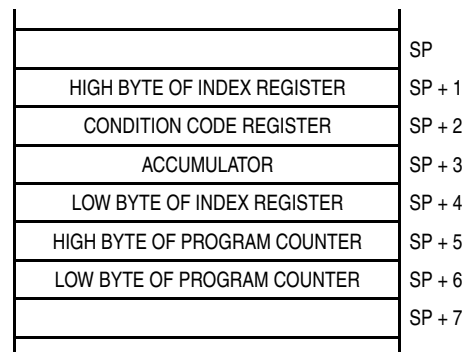 SP
HIGH BYTE OF INDEX REGISTER SP + 1
CONDITION CODE REGISTER SP + 2
ACCUMULATOR SP + 3
LOW BYTE OF INDEX REGISTER SP + 4
HIGH BYTE OF PROGRAM COUNTER SP + 5
LOW BYTE OF PROGRAM COUNTER SP + 6
SP + 7